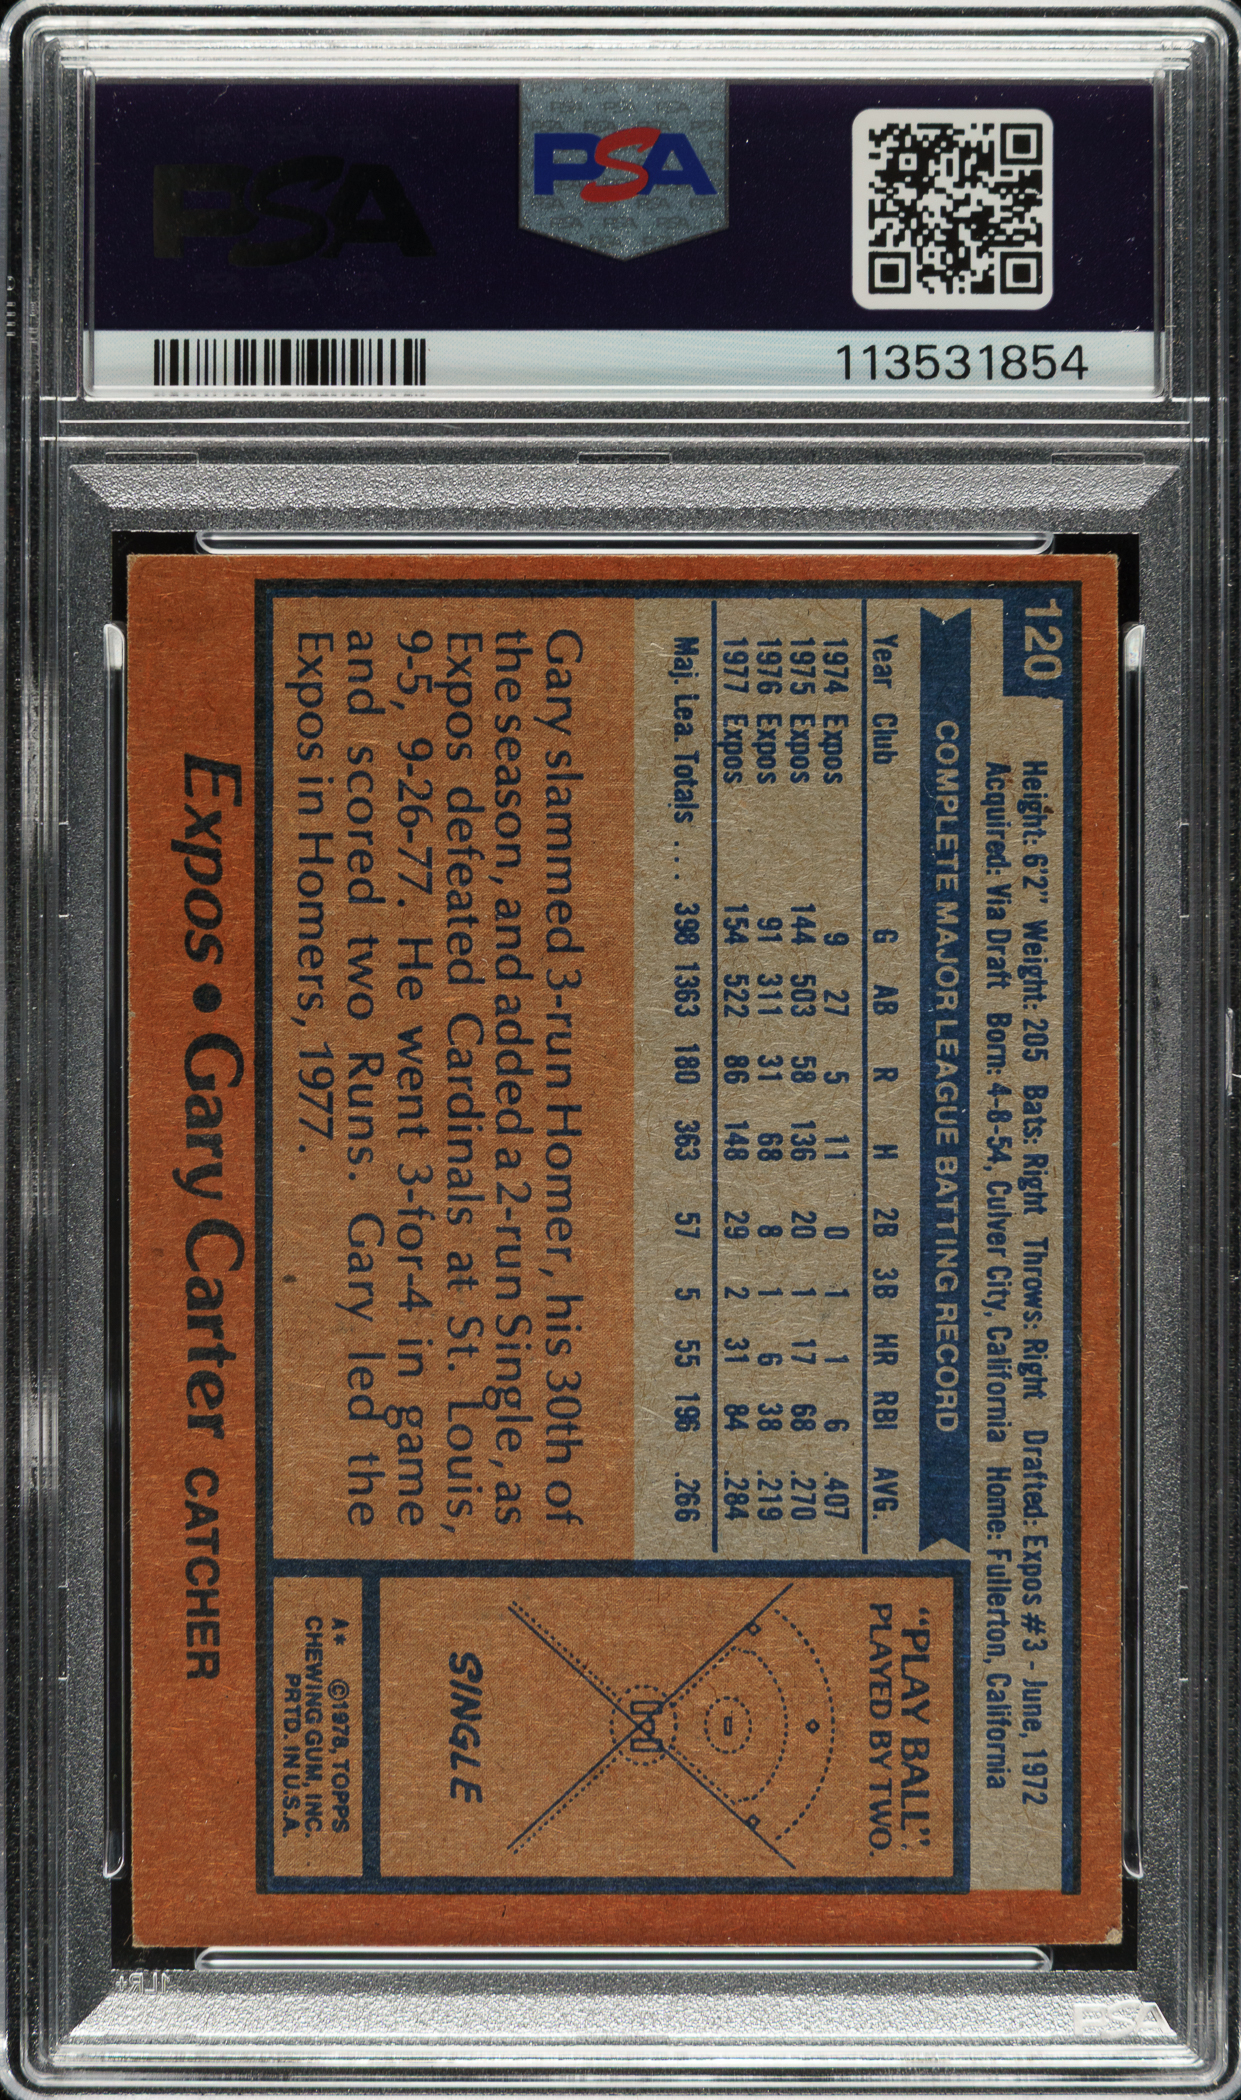 PSA
PSA
113531854
120
Height: 6'2" Weight: 205 Bats: Right Throws: Right Drafted: Expos #3 - June, 1972
Acquired: Via Draft Born: 4-8-54, Culver City, California Home: Fullerton, California
COMPLETE MAJOR LEAGUE BATTING RECORD
Year Club G AB R H 2B 3B HR RBI AVG.
1974 Expos 9 27 5 11 0 1 1 6 .407
1975 Expos 144 503 58 136 20 1 17 68 .270
1976 Expos 91 311 31 68 8 1 6 38 .219
1977 Expos 154 522 86 148 29 2 31 84 .284
Maj. Lea. Totals . . . 398 1363 180 363 57 5 55 196 .266
Gary slammed 3-run Homer, his 30th of
the season, and added a 2-run Single, as
Expos defeated Cardinals at St. Louis,
9-5, 9-26-77. He went 3-for-4 in game
and scored two Runs. Gary led the
Expos in Homers, 1977.
"PLAY BALL"
PLAYED BY TWO.
SINGLE
A* ©1978, TOPPS
CHEWING GUM, INC.
PRTD. IN U.S.A.
Expos • Gary Carter CATCHER
PSA